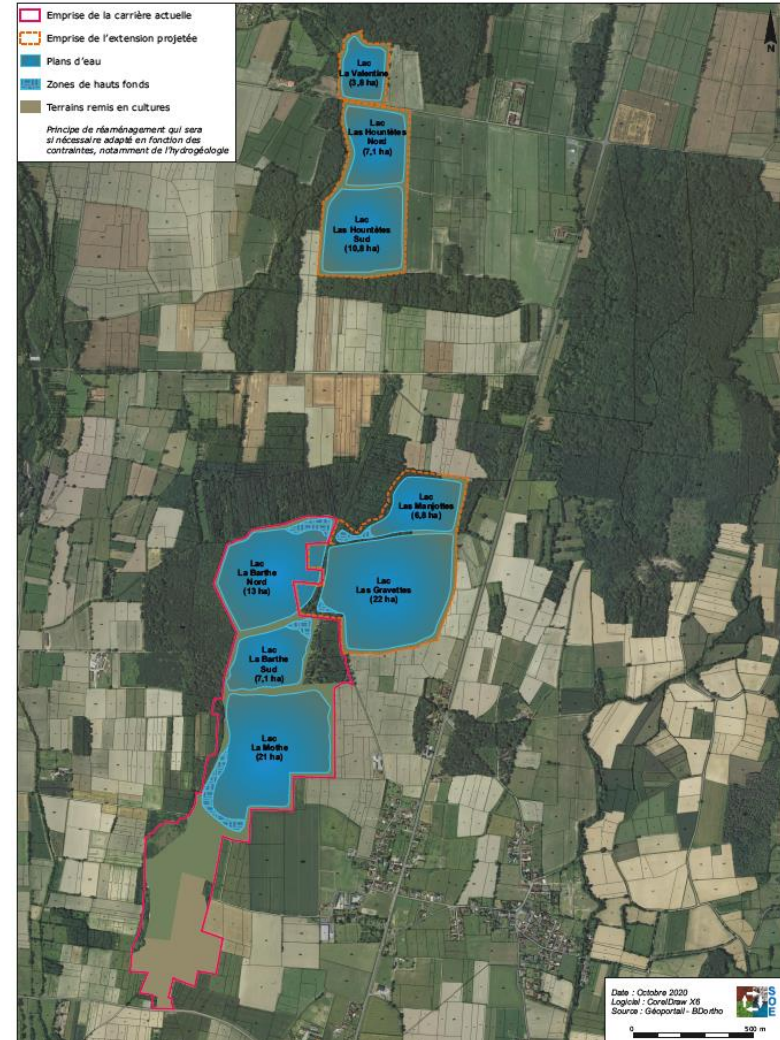 Emprise de la carrière actuelle
Emprise de l'extension projetée
Plans d'eau
Zones de hauts fonds
Terrains remis en cultures
Principe de réaménagement qui sera
si nécessaire adapté en fonction des
contraintes, notamment de l'hydrogéologie
N
Lac
La Valentine
(3,8 ha)
Lac
Las Hountètes
Nord
(7,1 ha)
Lac
Las Hountètes
Sud
(10,8 ha)
Lac
Las Manjottes
(6,8 ha)
Lac
La Barthe
Nord
(13 ha)
Lac
Las Gravettes
(22 ha)
Lac
La Barthe
Sud
(7,1 ha)
Lac
La Mothe
(21 ha)
Date : Octobre 2020
Logiciel : CorelDraw X6
Source : Géoportail - BDortho
SOE
0 500 m